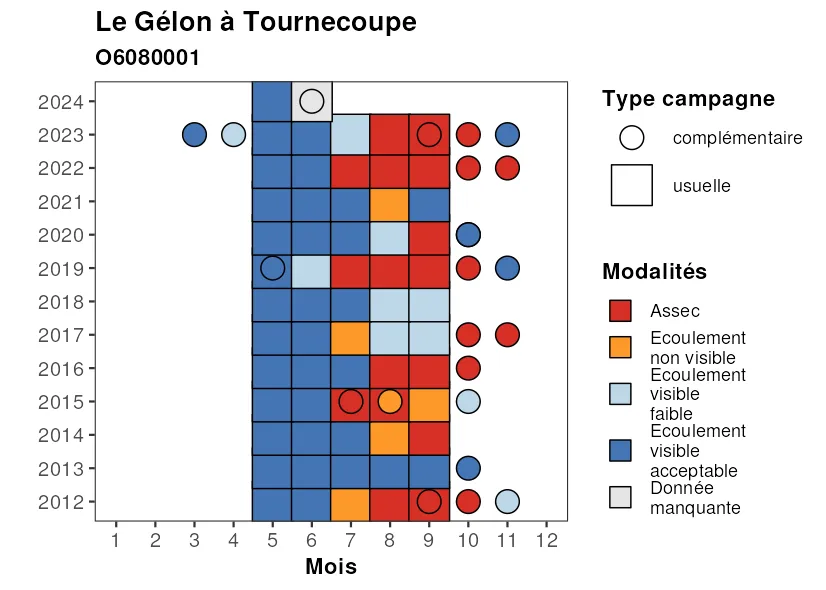 Le Gélon à Tournecoupe
O6080001
2024
2023
2022
2021
2020
2019
2018
2017
2016
2015
2014
2013
2012
1 2 3 4 5 6 7 8 9 10 11 12
Mois
Type campagne
complémentaire
usuelle
Modalités
Assec
Ecoulement
non visible
Ecoulement
visible
faible
Ecoulement
visible
acceptable
Donnée
manquante